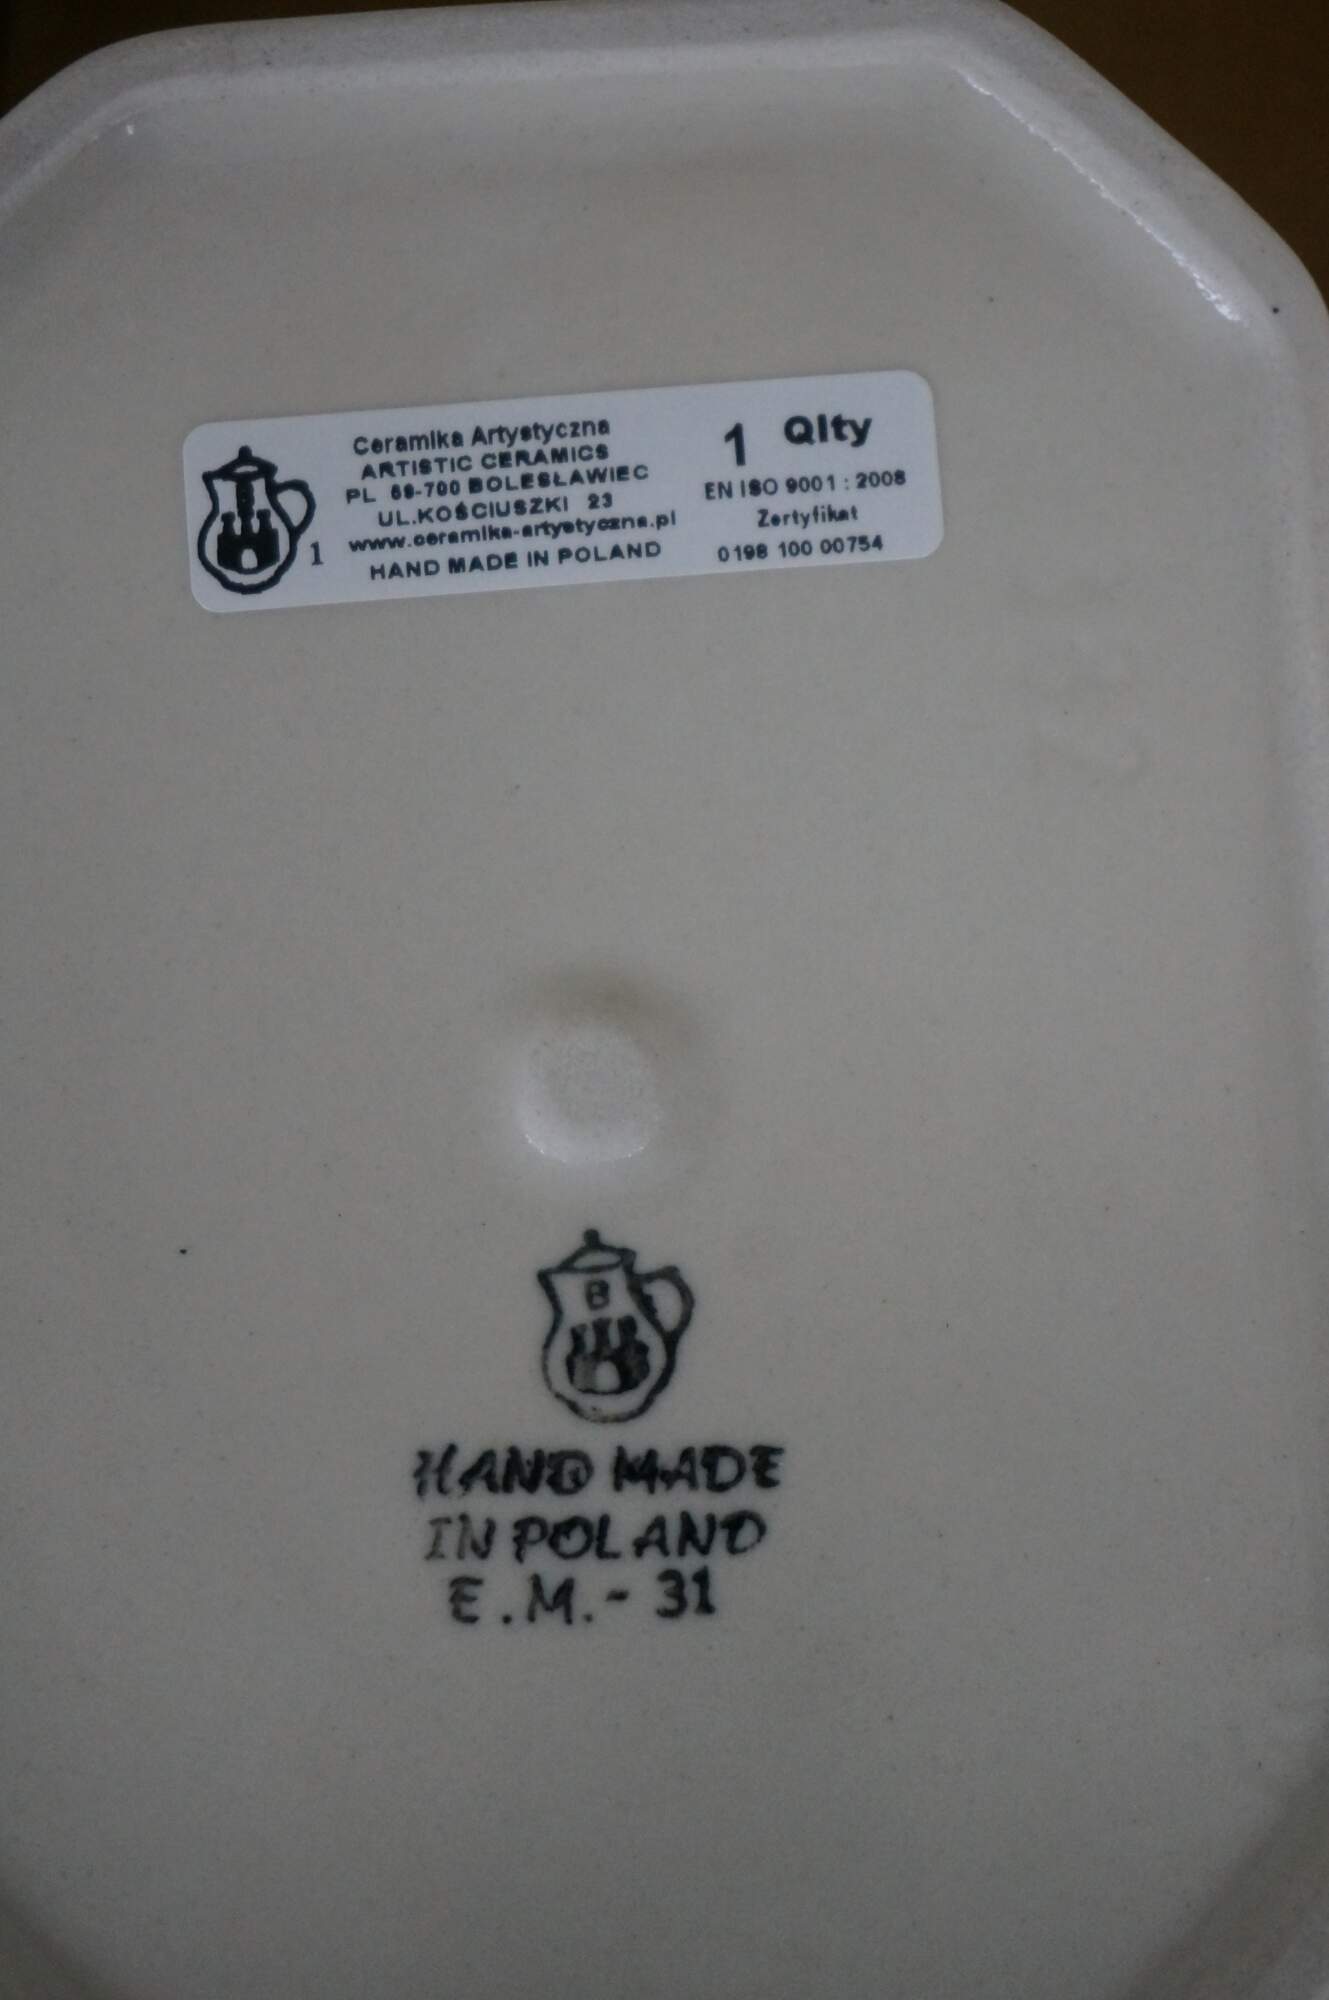 Ceramika Artystyczna
ARTISTIC CERAMICS
PL 59-700 BOLESŁAWIEC
UL.KOŚCIUSZKI 23
www.ceramika-artystyczna.pl
HAND MADE IN POLAND
1
1 Qlty
EN ISO 9001 : 2008
Zertyfikat
0198 100 00754
B
HAND MADE
IN POLAND
E.M.- 31